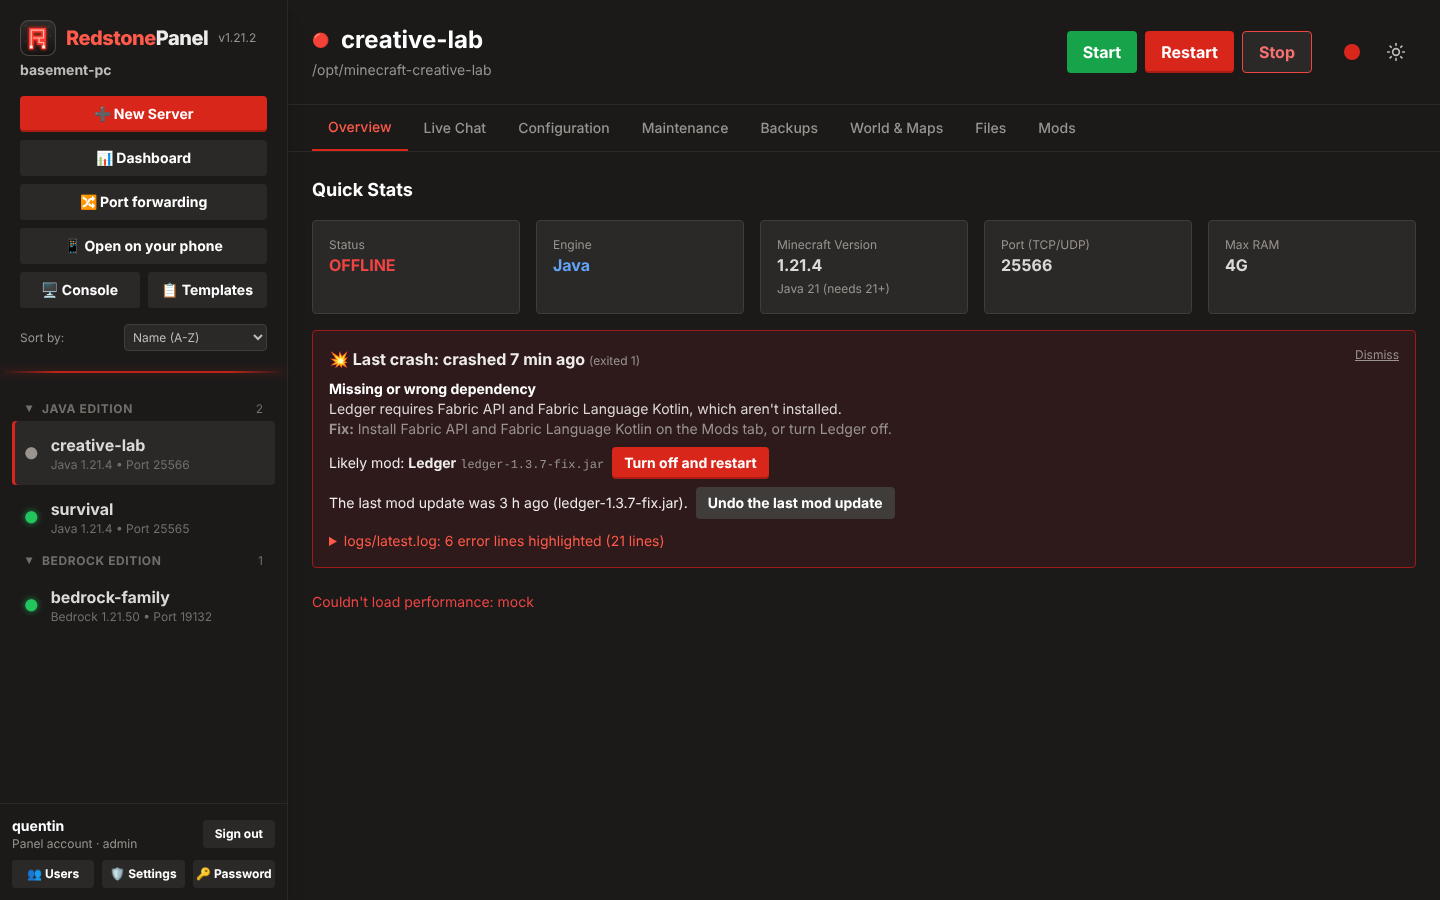 RedstonePanel v1.21.2
basement-pc
➕ New Server
📊 Dashboard
🔀 Port forwarding
📱 Open on your phone
🖥️ Console
📋 Templates
Sort by:
Name (A-Z)
▼ JAVA EDITION 2
creative-lab
Java 1.21.4 • Port 25566
survival
Java 1.21.4 • Port 25565
▼ BEDROCK EDITION 1
bedrock-family
Bedrock 1.21.50 • Port 19132
quentin
Panel account · admin
Sign out
👥 Users
🛡️ Settings
🔑 Password
creative-lab
/opt/minecraft-creative-lab
Start
Restart
Stop
Overview
Live Chat
Configuration
Maintenance
Backups
World & Maps
Files
Mods
Quick Stats
Status
OFFLINE
Engine
Java
Minecraft Version
1.21.4
Java 21 (needs 21+)
Port (TCP/UDP)
25566
Max RAM
4G
💥 Last crash: crashed 7 min ago (exited 1)
Dismiss
Missing or wrong dependency
Ledger requires Fabric API and Fabric Language Kotlin, which aren't installed.
Fix: Install Fabric API and Fabric Language Kotlin on the Mods tab, or turn Ledger off.
Likely mod: Ledger ledger-1.3.7-fix.jar Turn off and restart
The last mod update was 3 h ago (ledger-1.3.7-fix.jar). Undo the last mod update
▶ logs/latest.log: 6 error lines highlighted (21 lines)
Couldn't load performance: mock